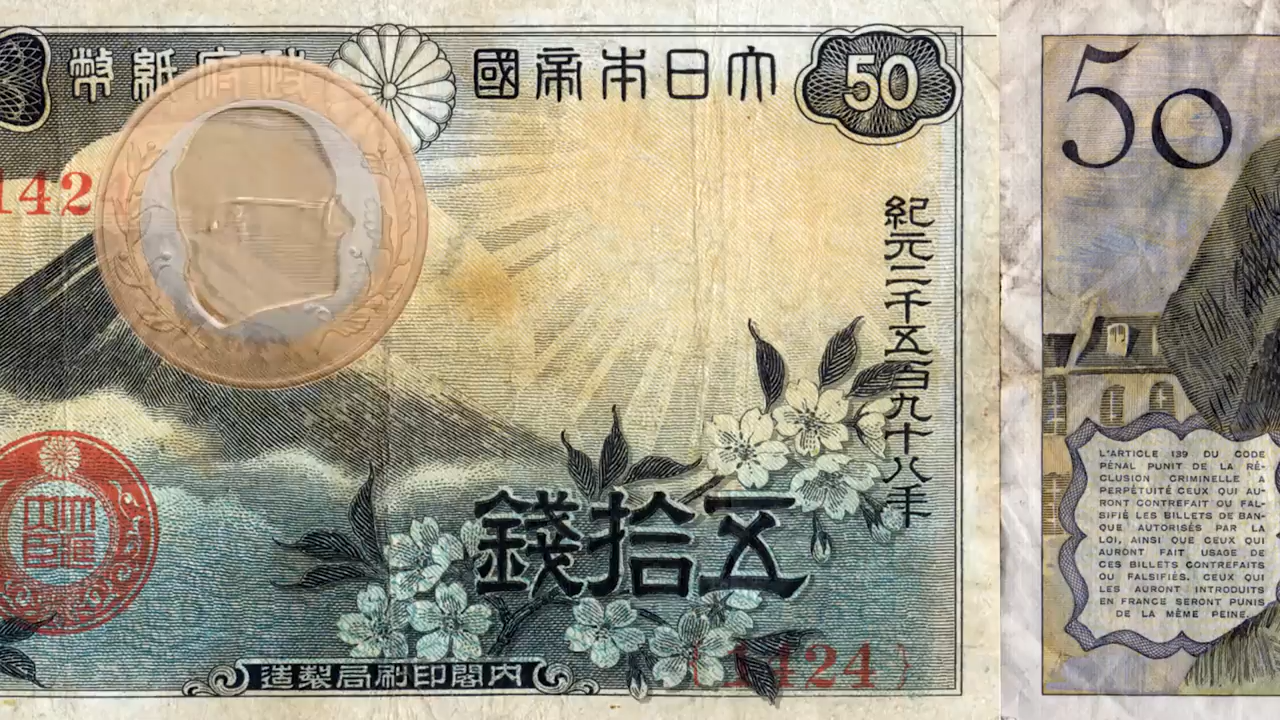 大日本帝國政府紙幣
50
紀元二千五百九十八年
五拾錢
內閣印刷局製造
50
L'ARTICLE 139 DU CODE
PÉNAL PUNIT DE LA RÉ-
CLUSION CRIMINELLE À
PERPÉTUITÉ CEUX QUI AU-
RONT CONTREFAIT OU FAL-
SIFIÉ LES BILLETS DE BAN-
QUE AUTORISÉS PAR LA
LOI, AINSI QUE CEUX QUI
AURONT FAIT USAGE DE
CES BILLETS CONTREFAITS
OU FALSIFIÉS. CEUX QUI
LES AURONT INTRODUITS
EN FRANCE SERONT PUNIS
DE LA MÊME PEINE.